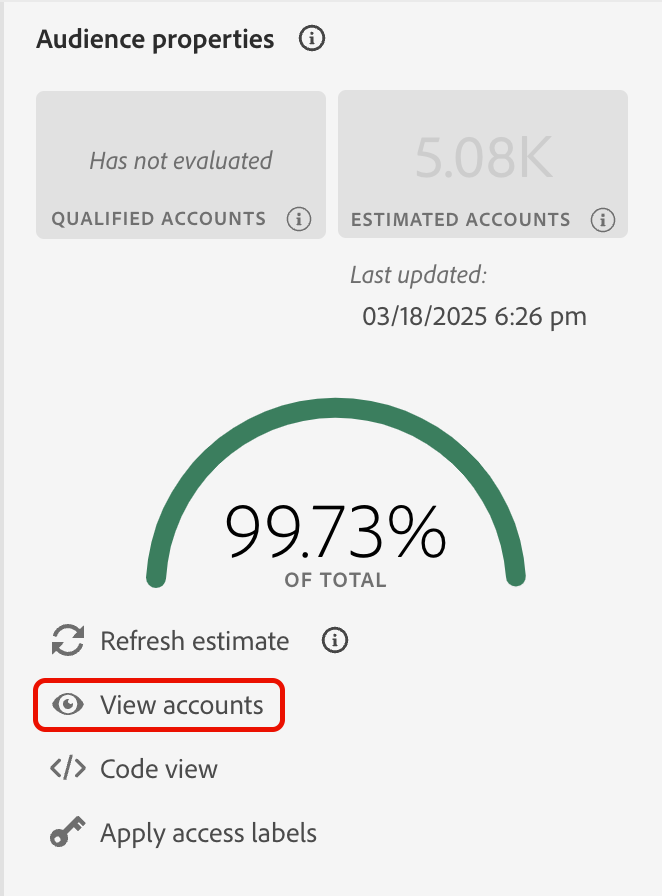 Audience properties
Has not evaluated
QUALIFIED ACCOUNTS
5.08K
ESTIMATED ACCOUNTS
Last updated:
03/18/2025 6:26 pm
99.73%
OF TOTAL
Refresh estimate
View accounts
Code view
Apply access labels